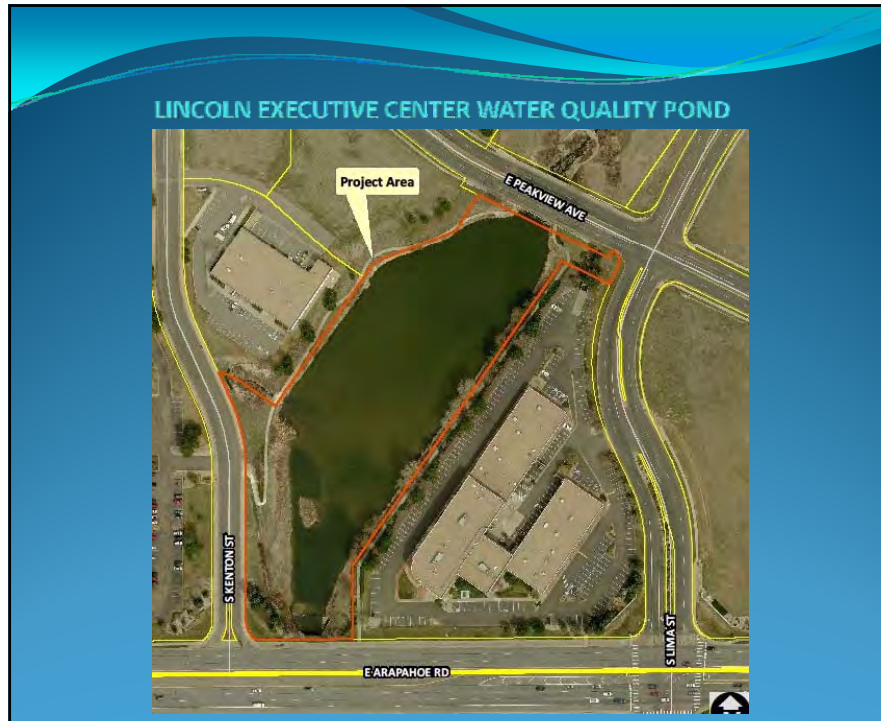 LINCOLN EXECUTIVE CENTER WATER QUALITY POND
Project Area
E PEAKVIEW AVE
S KENTON ST
S LIMA ST
E ARAPAHOE RD